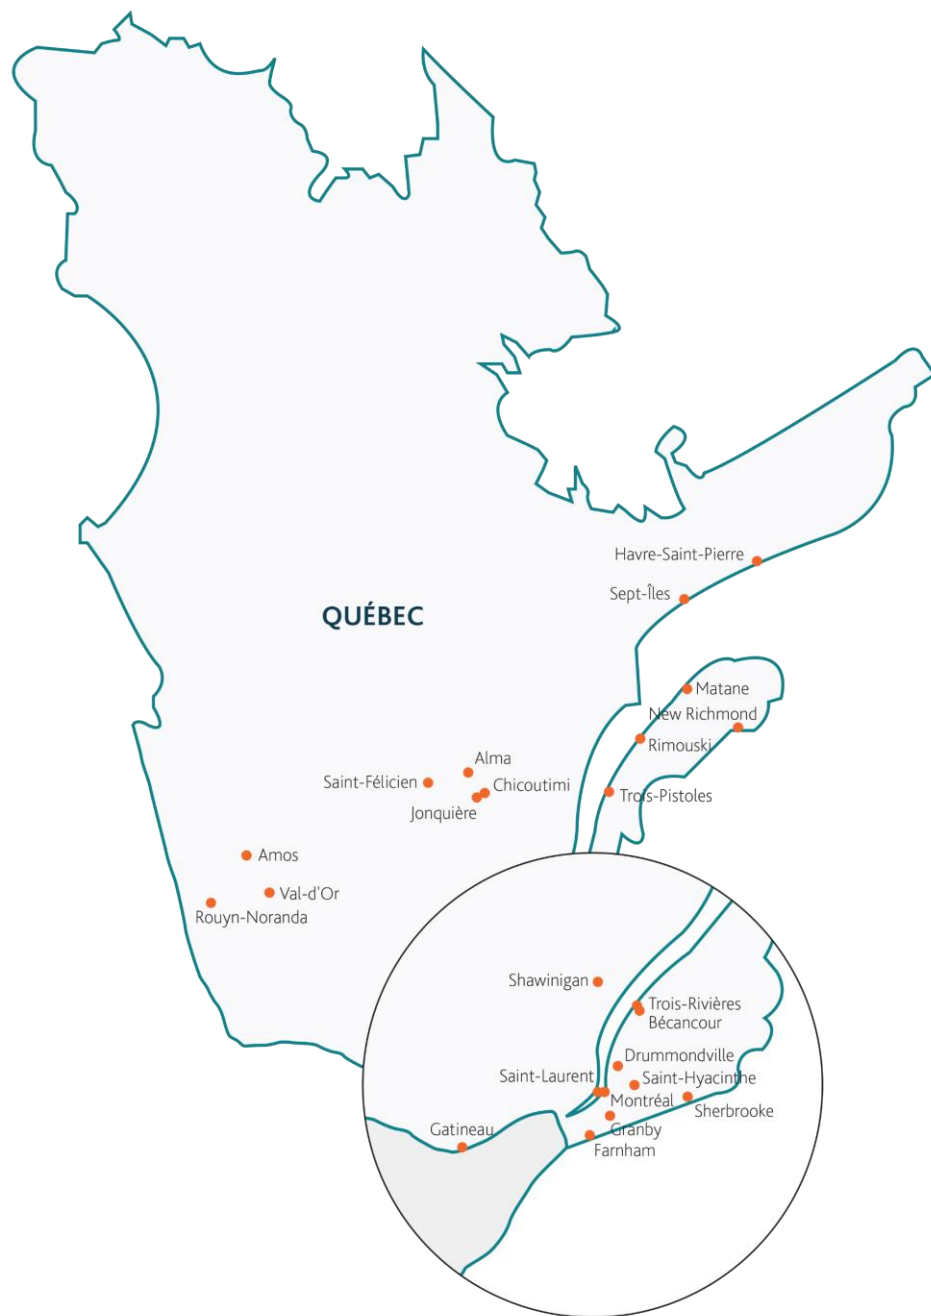 Havre-Saint-Pierre
Sept-Îles
QUÉBEC
Matane
New Richmond
Rimouski
Alma
Saint-Félicien
Chicoutimi
Jonquière
Trois-Pistoles
Amos
Val-d'Or
Rouyn-Noranda
Shawinigan
Trois-Rivières
Bécancour
Drummondville
Saint-Laurent
Saint-Hyacinthe
Montréal
Sherbrooke
Gatineau
Granby
Farnham